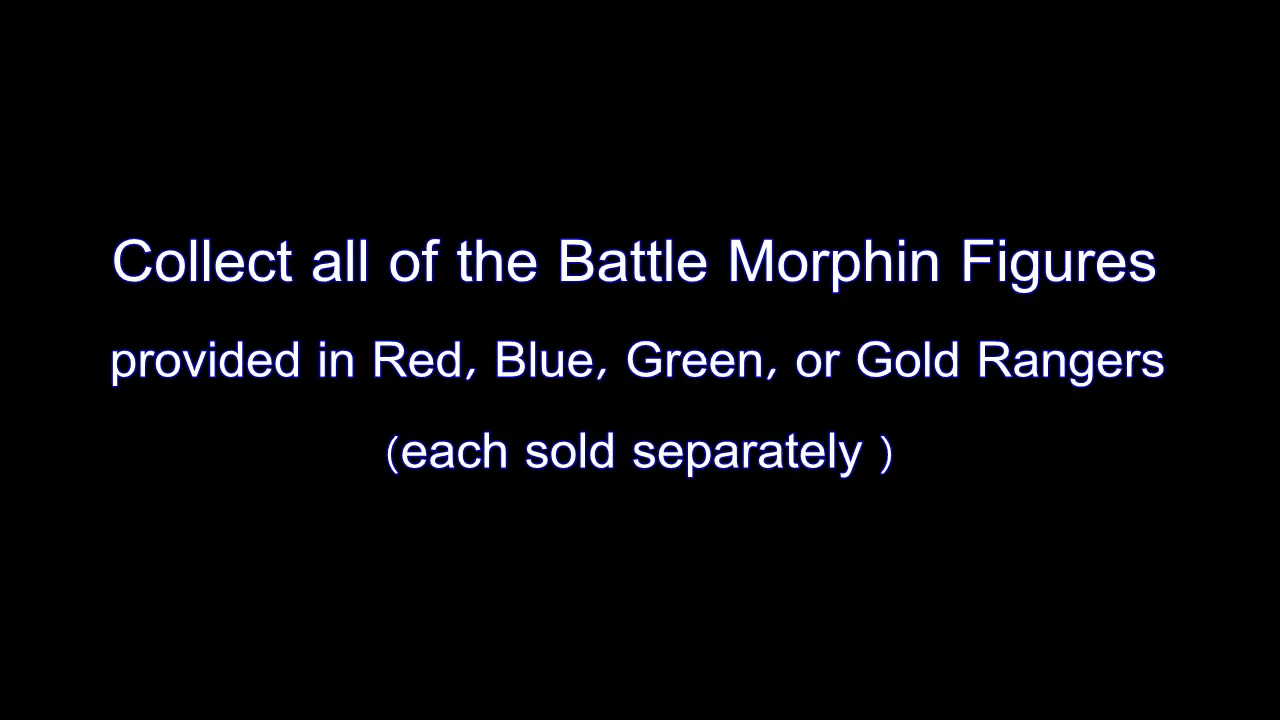 Collect all of the Battle Morphin Figures
provided in Red, Blue, Green, or Gold Rangers
(each sold separately )